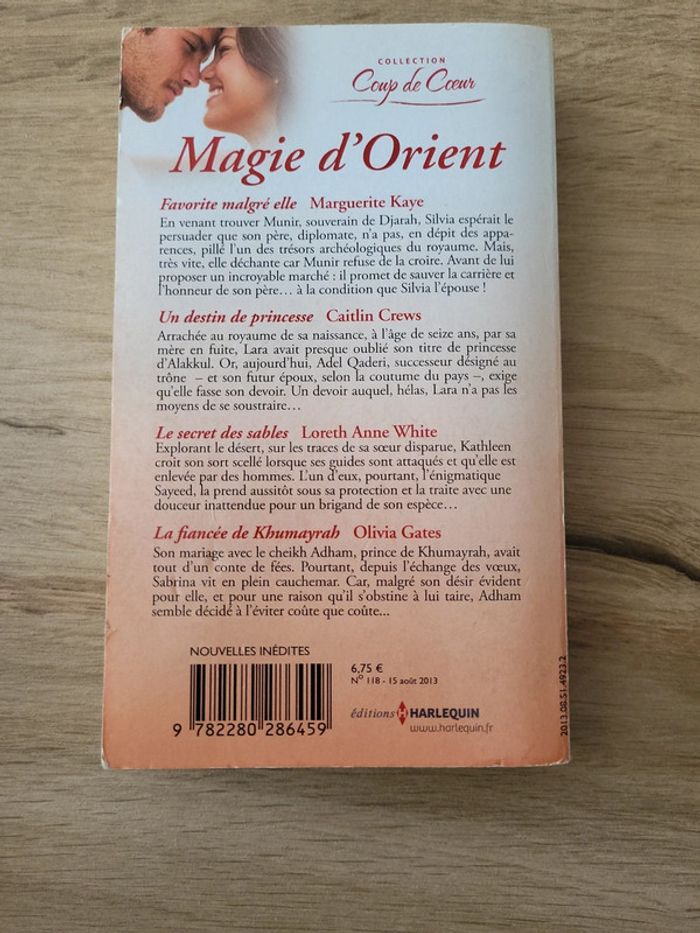 COLLECTION
Coup de Cœur
Magie d'Orient
Favorite malgré elle Marguerite Kaye
En venant trouver Munir, souverain de Djarah, Silvia espérait le
persuader que son père, diplomate, n'a pas, en dépit des appa-
rences, pillé l'un des trésors archéologiques du royaume. Mais,
très vite, elle déchante car Munir refuse de la croire. Avant de lui
proposer un incroyable marché : il promet de sauver la carrière et
l'honneur de son père… à la condition que Silvia l'épouse !
Un destin de princesse Caitlin Crews
Arrachée au royaume de sa naissance, à l'âge de seize ans, par sa
mère en fuite, Lara avait presque oublié son titre de princesse
d'Alakkul. Or, aujourd'hui, Adel Qaderi, successeur désigné au
trône – et son futur époux, selon la coutume du pays –, exige
qu'elle fasse son devoir. Un devoir auquel, hélas, Lara n'a pas les
moyens de se soustraire…
Le secret des sables Loreth Anne White
Explorant le désert, sur les traces de sa sœur disparue, Kathleen
croit son sort scellé lorsque ses guides sont attaqués et qu'elle est
enlevée par des hommes. L'un d'eux, pourtant, l'énigmatique
Sayeed, la prend aussitôt sous sa protection et la traite avec une
douceur inattendue pour un brigand de son espèce…
La fiancée de Khumayrah Olivia Gates
Son mariage avec le cheikh Adham, prince de Khumayrah, avait
tout d'un conte de fées. Pourtant, depuis l'échange des vœux,
Sabrina vit en plein cauchemar. Car, malgré son désir évident
pour elle, et pour une raison qu'il s'obstine à lui taire, Adham
semble décidé à l'éviter coûte que coûte...
NOUVELLES INÉDITES
9 782280 286459
6,75 €
N° 118 - 15 août 2013
éditions H HARLEQUIN
www.harlequin.fr
2013.08.51.4923.2